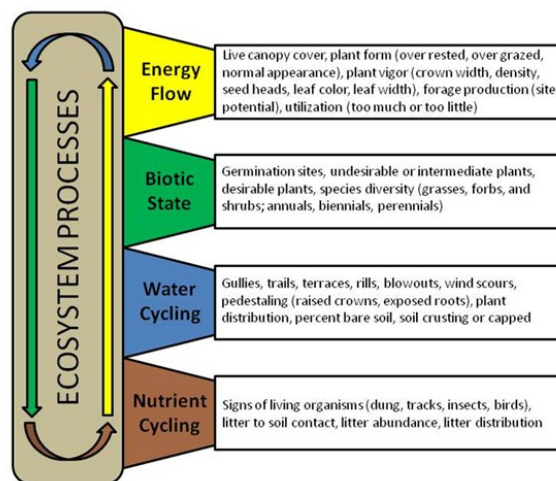 ECOSYSTEM PROCESSES
Energy
Flow
Live canopy cover, plant form (over rested, over grazed,
normal appearance), plant vigor (crown width, density,
seed heads, leaf color, leaf width), forage production (site
potential), utilization (too much or too little)
Biotic
State
Germination sites, undesirable or intermediate plants,
desirable plants, species diversity (grasses, forbs, and
shrubs; annuals, biennials, perennials)
Water
Cycling
Gullies, trails, terraces, rills, blowouts, wind scours,
pedestaling (raised crowns, exposed roots), plant
distribution, percent bare soil, soil crusting or capped
Nutrient
Cycling
Signs of living organisms (dung, tracks, insects, birds),
litter to soil contact, litter abundance, litter distribution